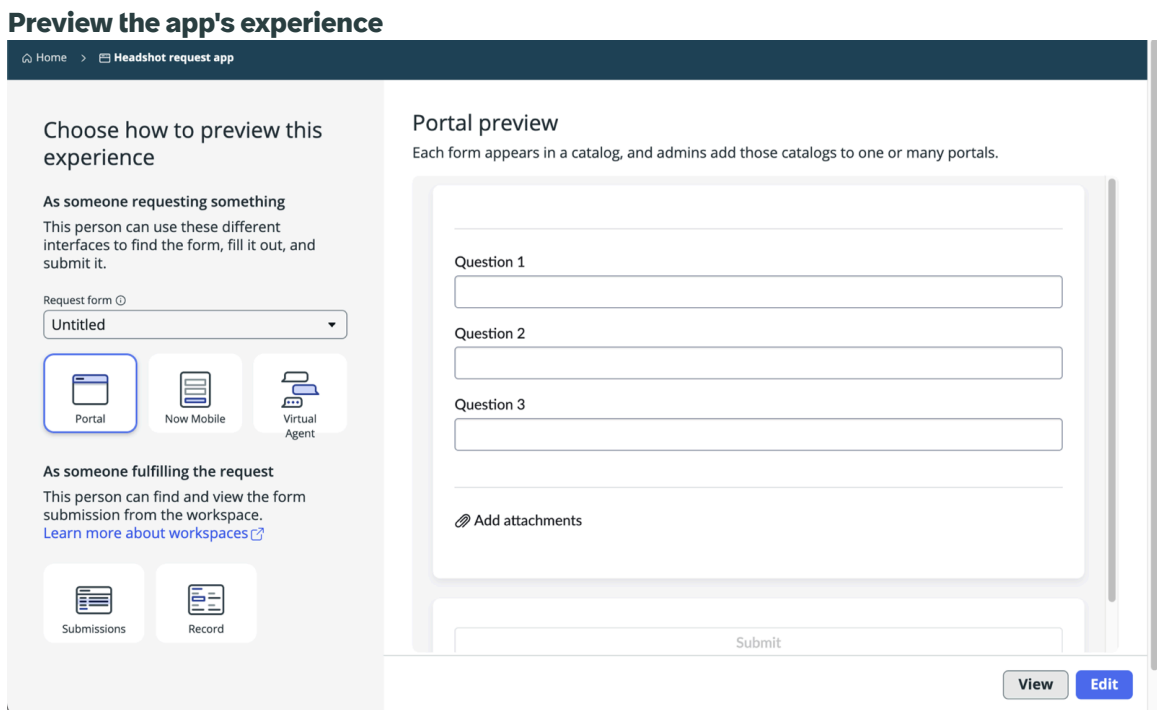 Preview the app's experience
Home > Headshot request app
Choose how to preview this
experience
As someone requesting something
This person can use these different
interfaces to find the form, fill it out, and
submit it.
Request form
Untitled
Portal
Now Mobile
Virtual
Agent
As someone fulfilling the request
This person can find and view the form
submission from the workspace.
Learn more about workspaces
Submissions
Record
Portal preview
Each form appears in a catalog, and admins add those catalogs to one or many portals.
Question 1
Question 2
Question 3
Add attachments
Submit
View
Edit